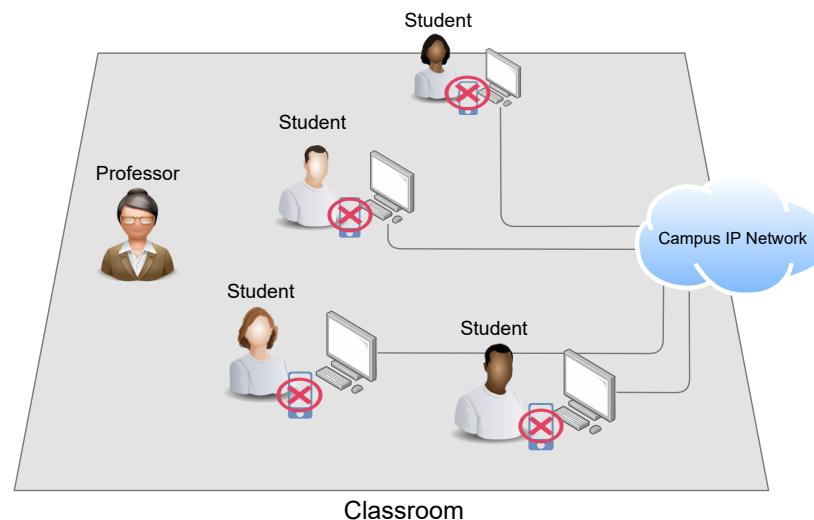 Student
Student
Professor
Campus IP Network
Student
Student
Classroom